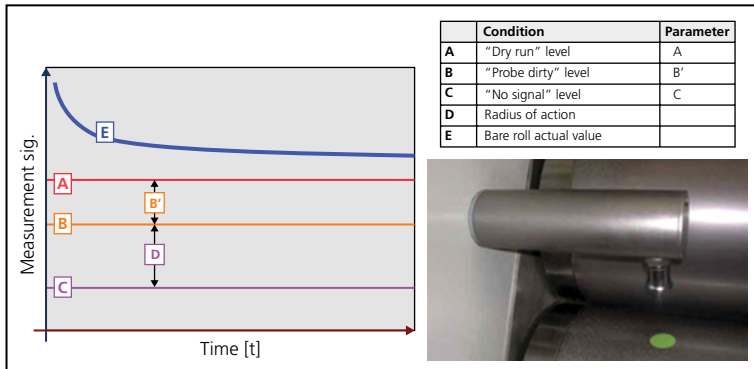 Condition Parameter
A “Dry run” level A
B “Probe dirty” level B’
C “No signal” level C
D Radius of action
E Bare roll actual value
Measurement sig.
E
A
B’
B
D
C
Time [t]